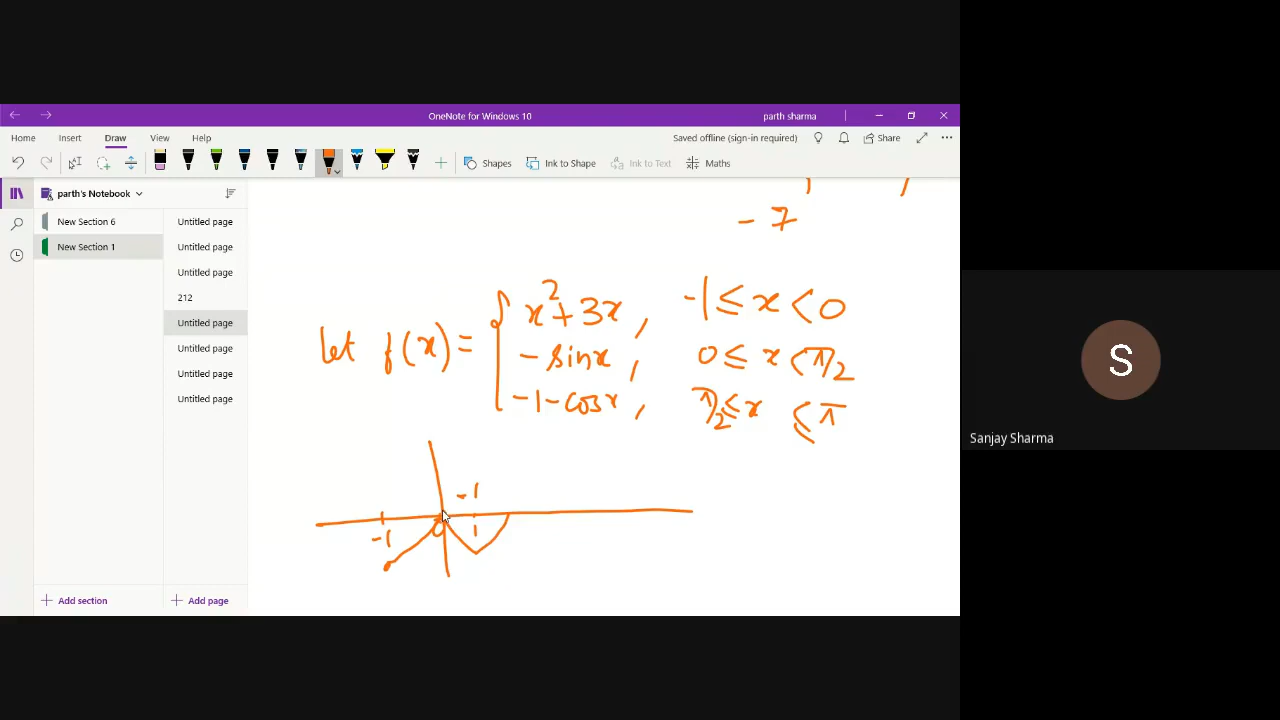 OneNote for Windows 10
parth sharma
Home Insert Draw View Help
Saved offline (sign-in required)
Share
Shapes
Ink to Shape
Ink to Text
Maths
parth's Notebook
New Section 6
New Section 1
Untitled page
Untitled page
Untitled page
212
Untitled page
Untitled page
Untitled page
Untitled page
Add section
Add page
- 7
let f(x) = { x² + 3x, -1 ≤ x < 0
- sinx, 0 ≤ x < π/2
-1 - cosx, π/2 ≤ x ≤ π
-1
-1
0
1
S
Sanjay Sharma